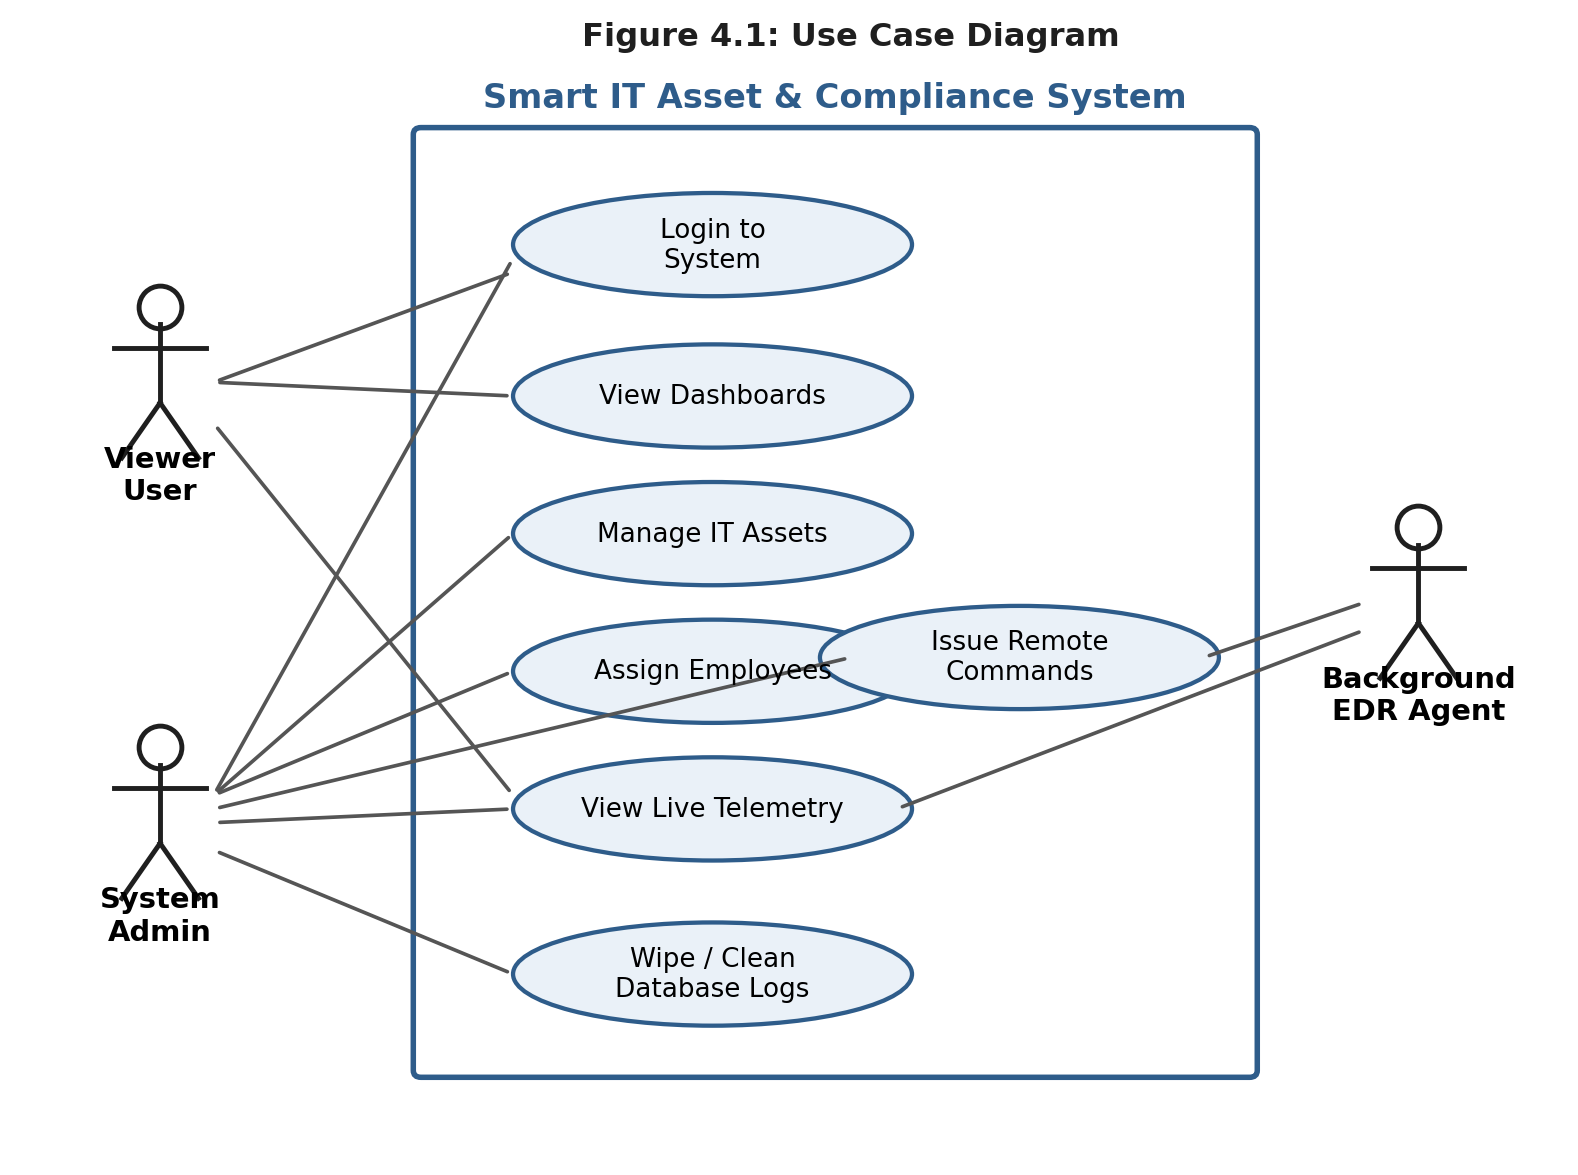 Figure 4.1: Use Case Diagram
Smart IT Asset & Compliance System
Login to
System
View Dashboards
Viewer
User
Manage IT Assets
Assign Employees
Issue Remote
Commands
Background
EDR Agent
View Live Telemetry
System
Admin
Wipe / Clean
Database Logs